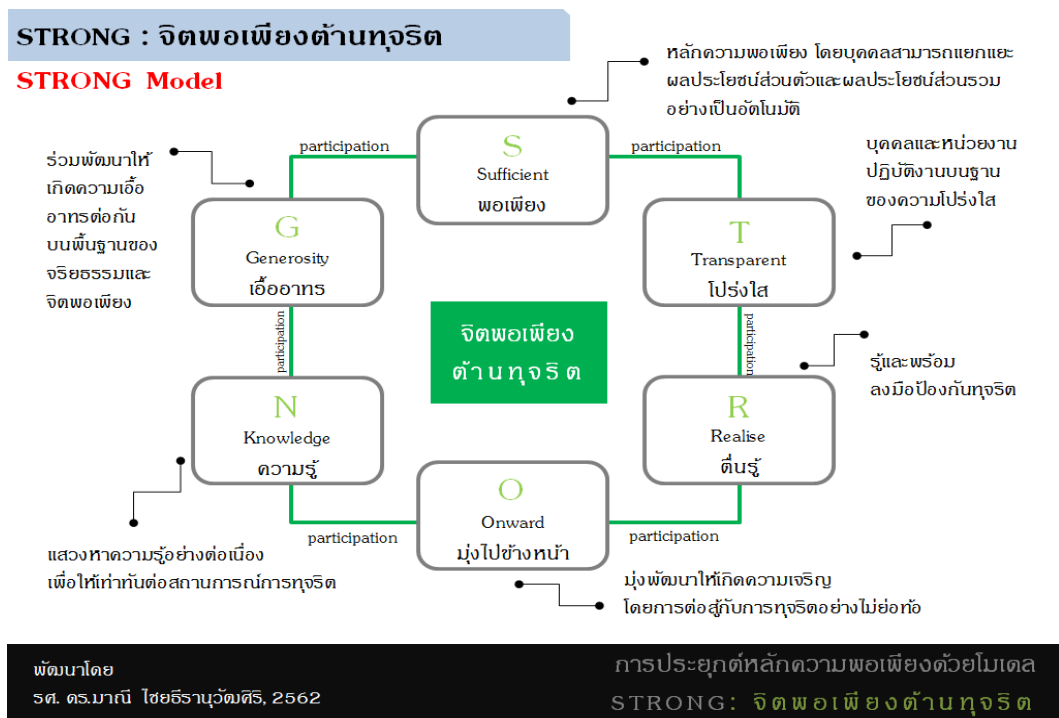 STRONG : จิตพอเพียงต้านทุจริต
STRONG Model
หลักความพอเพียง โดยบุคคลสามารถแยกแยะ
ผลประโยชน์ส่วนตัวและผลประโยชน์ส่วนรวม
อย่างเป็นอัตโนมัติ
participation
S
Sufficient
พอเพียง
participation
บุคคลและหน่วยงาน
ปฏิบัติงานบนฐาน
ของความโปร่งใส
ร่วมพัฒนาให้
เกิดความเอื้อ
อาทรต่อกัน
บนพื้นฐานของ
จริยธรรมและ
จิตพอเพียง
G
Generosity
เอื้ออาทร
T
Transparent
โปร่งใส
participation
จิตพอเพียง
ต้านทุจริต
participation
รู้และพร้อม
ลงมือป้องกันทุจริต
N
Knowledge
ความรู้
R
Realise
ตื่นรู้
participation
O
Onward
มุ่งไปข้างหน้า
participation
แสวงหาความรู้อย่างต่อเนื่อง
เพื่อให้เท่าทันต่อสถานการณ์การทุจริต
มุ่งพัฒนาให้เกิดความเจริญ
โดยการต่อสู้กับการทุจริตอย่างไม่ย่อท้อ
พัฒนาโดย
รศ. ดร.มาณี ไชยธีรานุวัฒศิริ, 2562
การประยุกต์หลักความพอเพียงด้วยโมเดล
STRONG: จิตพอเพียงต้านทุจริต